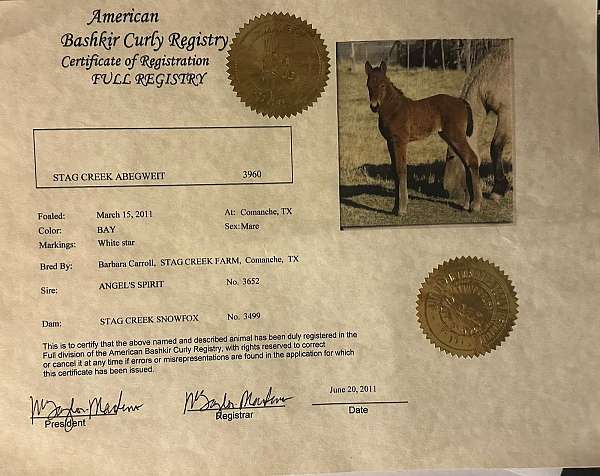 American
Bashkir Curly Registry
Certificate of Registration
FULL REGISTRY
STAG CREEK ABEGWEIT 3960
Foaled: March 15, 2011 At: Comanche, TX
Color: BAY Sex:Mare
Markings: White star
Bred By: Barbara Carroll, STAG CREEK FARM, Comanche, TX
Sire: ANGEL'S SPIRIT No. 3652
Dam: STAG CREEK SNOWFOX No. 3499
This is to certify that the above named and described animal has been duly registered in the
Full division of the American Bashkir Curly Registry, with rights reserved to correct
or cancel it at any time if errors or misrepresentations are found in the application for which
this certificate has been issued.
June 20, 2011
President Registrar Date